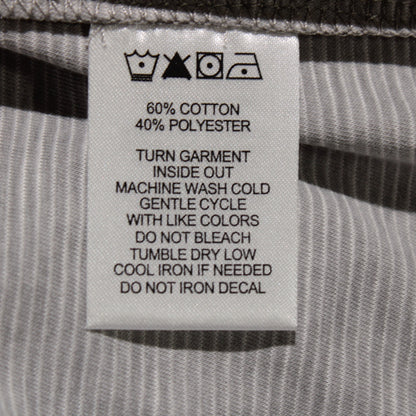 60% COTTON
40% POLYESTER
TURN GARMENT
INSIDE OUT
MACHINE WASH COLD
GENTLE CYCLE
WITH LIKE COLORS
DO NOT BLEACH
TUMBLE DRY LOW
COOL IRON IF NEEDED
DO NOT IRON DECAL